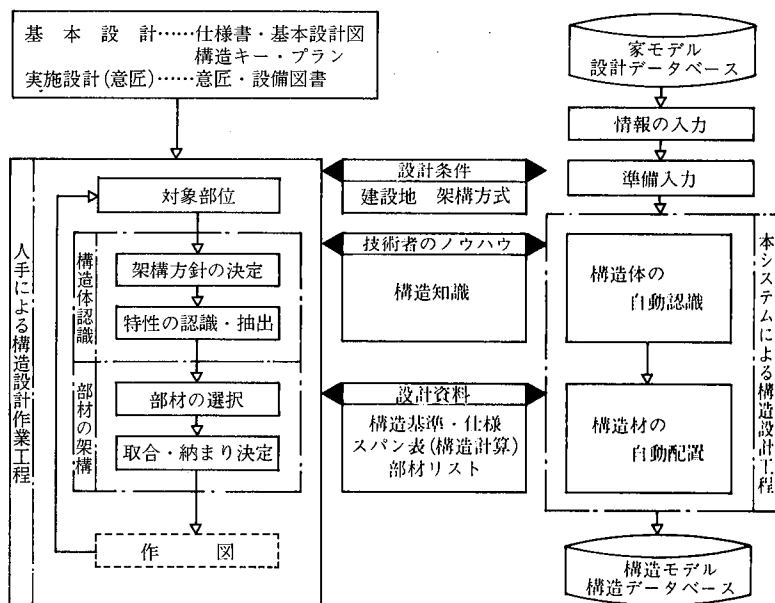 基本設計……仕様書・基本設計図
構造キー・プラン
実施設計(意匠)……意匠・設備図書
人手による構造設計作業工程
対象部位
構造体認識
架構方針の決定
特性の認識・抽出
部材の架構
部材の選択
取合・納まり決定
作図
設計条件
建設地 架構方式
技術者のノウハウ
構造知識
設計資料
構造基準・仕様
スパン表(構造計算)
部材リスト
家モデル
設計データベース
情報の入力
準備入力
本システムによる構造設計工程
構造体の
自動認識
構造材の
自動配置
構造モデル
構造データベース